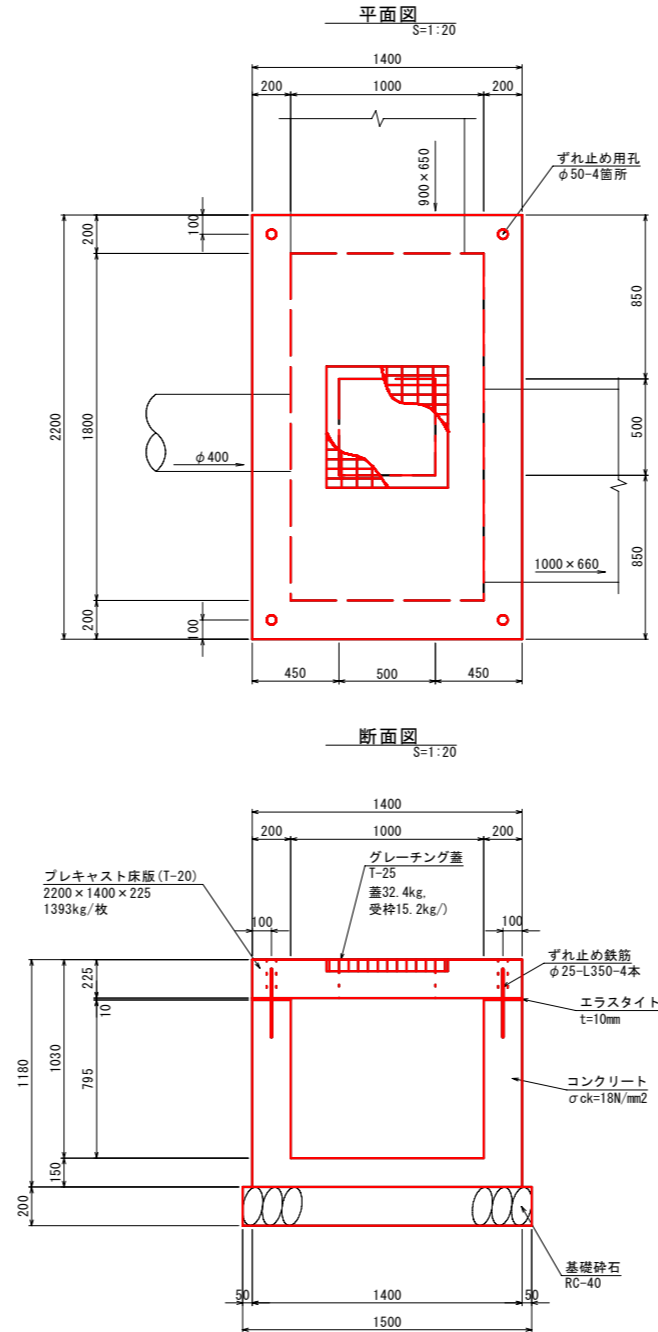 平面図
S=1:20
1400
200
1000
200
900×650
ずれ止め用孔
φ50-4箇所
200
100
850
2200
1800
500
φ400
1000×660
850
200
100
450
500
450
断面図
S=1:20
1400
200
1000
200
プレキャスト床版(T-20)
2200×1400×225
1393kg/枚
グレーチング蓋
T-25
蓋32.4kg,
受枠15.2kg/)
100
100
ずれ止め鉄筋
φ25-L350-4本
225
10
エラスタイト
t=10mm
1180
1030
795
コンクリート
σck=18N/mm2
150
200
基礎砕石
RC-40
50
1400
50
1500